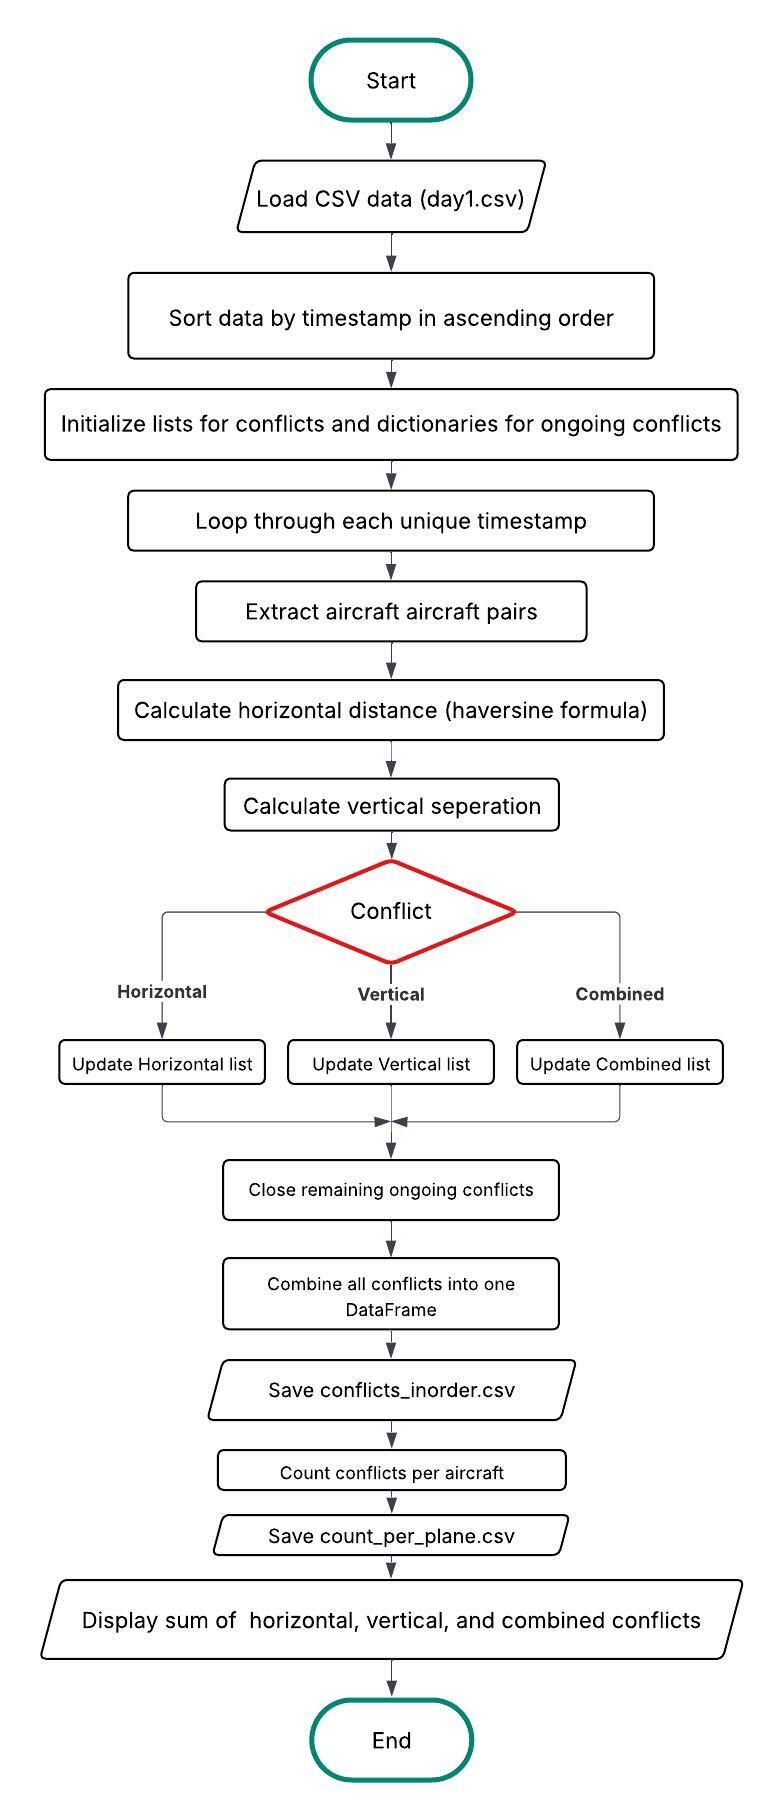 Start
Load CSV data (day1.csv)
Sort data by timestamp in ascending order
Initialize lists for conflicts and dictionaries for ongoing conflicts
Loop through each unique timestamp
Extract aircraft aircraft pairs
Calculate horizontal distance (haversine formula)
Calculate vertical seperation
Conflict
Horizontal
Vertical
Combined
Update Horizontal list
Update Vertical list
Update Combined list
Close remaining ongoing conflicts
Combine all conflicts into one
DataFrame
Save conflicts_inorder.csv
Count conflicts per aircraft
Save count_per_plane.csv
Display sum of  horizontal, vertical, and combined conflicts
End